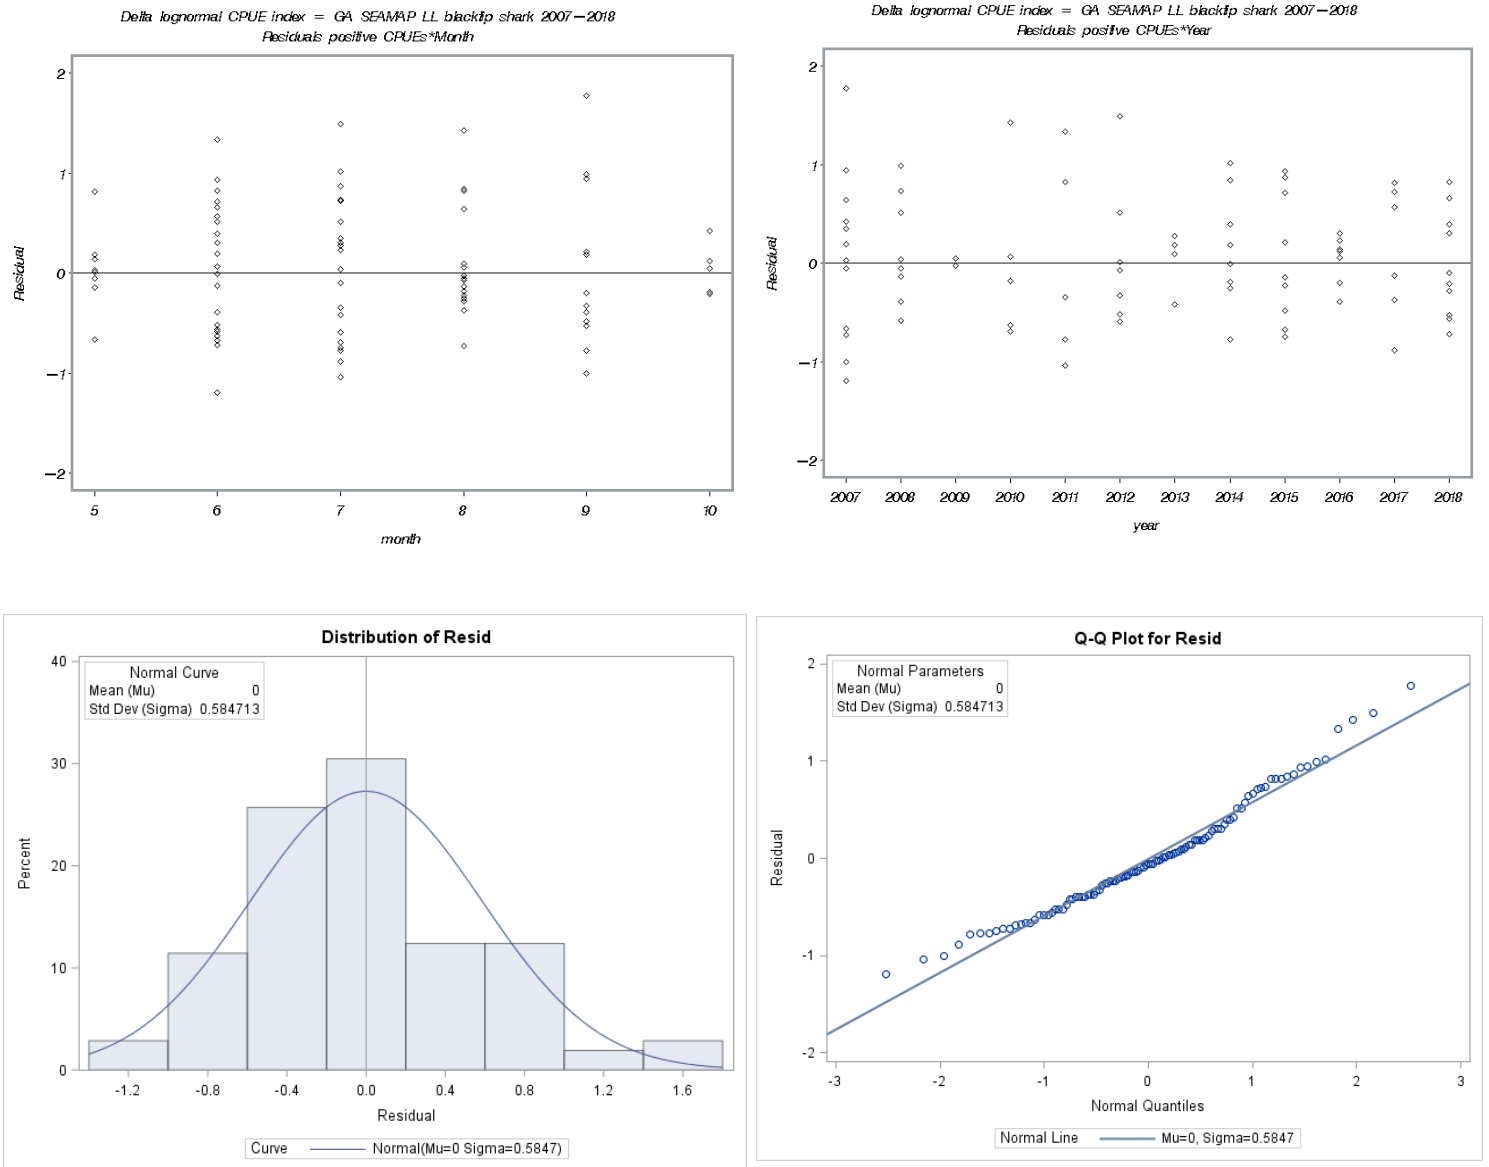 Delta lognormal CPUE index = GA SEAMAP LL blacktip shark 2007-2018
Residuals positive CPUEs*Month
2
1
0
-1
-2
Residual
5 6 7 8 9 10
month
Delta lognormal CPUE index = GA SEAMAP LL blacktip shark 2007-2018
Residuals positive CPUEs*Year
2
1
0
-1
-2
Residual
2007 2008 2009 2010 2011 2012 2013 2014 2015 2016 2017 2018
year
Distribution of Resid
Normal Curve
Mean (Mu) 0
Std Dev (Sigma) 0.584713
40
30
20
10
0
Percent
-1.2 -0.8 -0.4 0.0 0.4 0.8 1.2 1.6
Residual
Curve Normal(Mu=0 Sigma=0.5847)
Q-Q Plot for Resid
Normal Parameters
Mean (Mu) 0
Std Dev (Sigma) 0.584713
2
1
0
-1
-2
Residual
-3 -2 -1 0 1 2 3
Normal Quantiles
Normal Line Mu=0, Sigma=0.5847